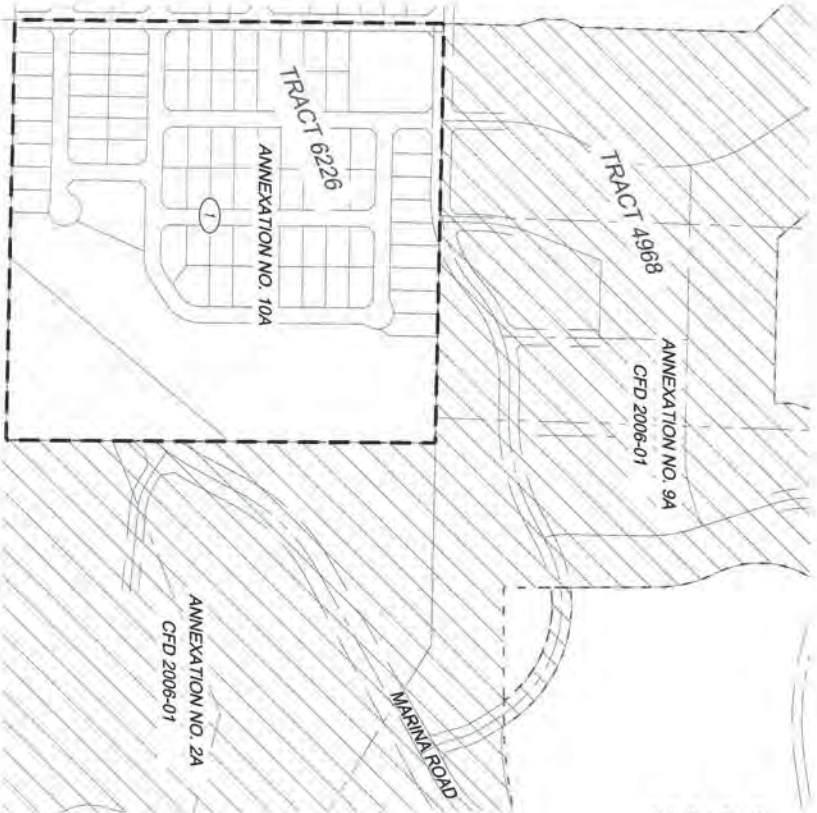 TRACT 6226
ANNEXATION NO. 10A
1
TRACT 4968
ANNEXATION NO. 9A
CFD 2006-01
ANNEXATION NO. 2A
CFD 2006-01
MARINA ROAD